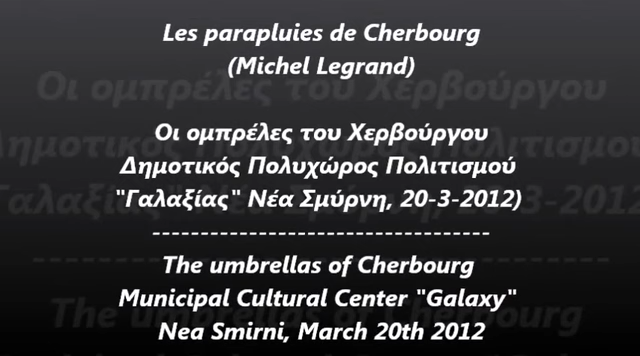 Les parapluies de Cherbourg
(Michel Legrand)
Οι ομπρέλες του Χερβούργου
Δημοτικός Πολυχώρος Πολιτισμού
"Γαλαξίας" Νέα Σμύρνη, 20-3-2012)
-----------------------------------
The umbrellas of Cherbourg
Municipal Cultural Center "Galaxy"
Nea Smirni, March 20th 2012